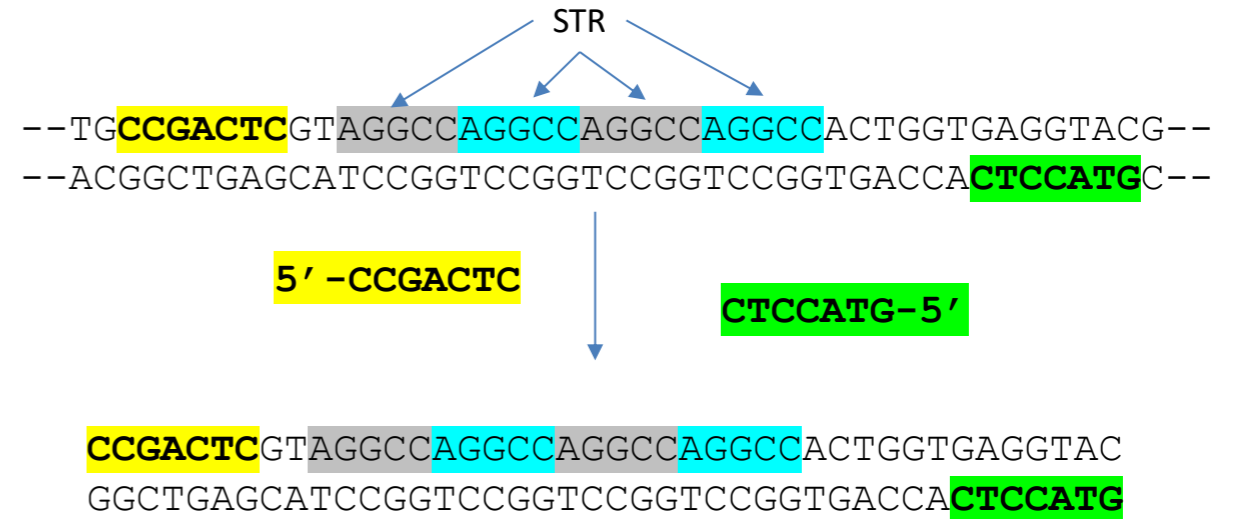 STR
--TGCCGACTCGTAGGCCAGGCCAGGCCAGGCCACTGGTGAGGTACG--
--ACGGCTGAGCATCCGGTCCGGTCCGGTCCGGTGACCACTCCATGC--
5’-CCGACTC
CTCCATG-5’
CCGACTCGTAGGCCAGGCCAGGCCAGGCCACTGGTGAGGTAC
GGCTGAGCATCCGGTCCGGTCCGGTCCGGTGACCACTCCATG